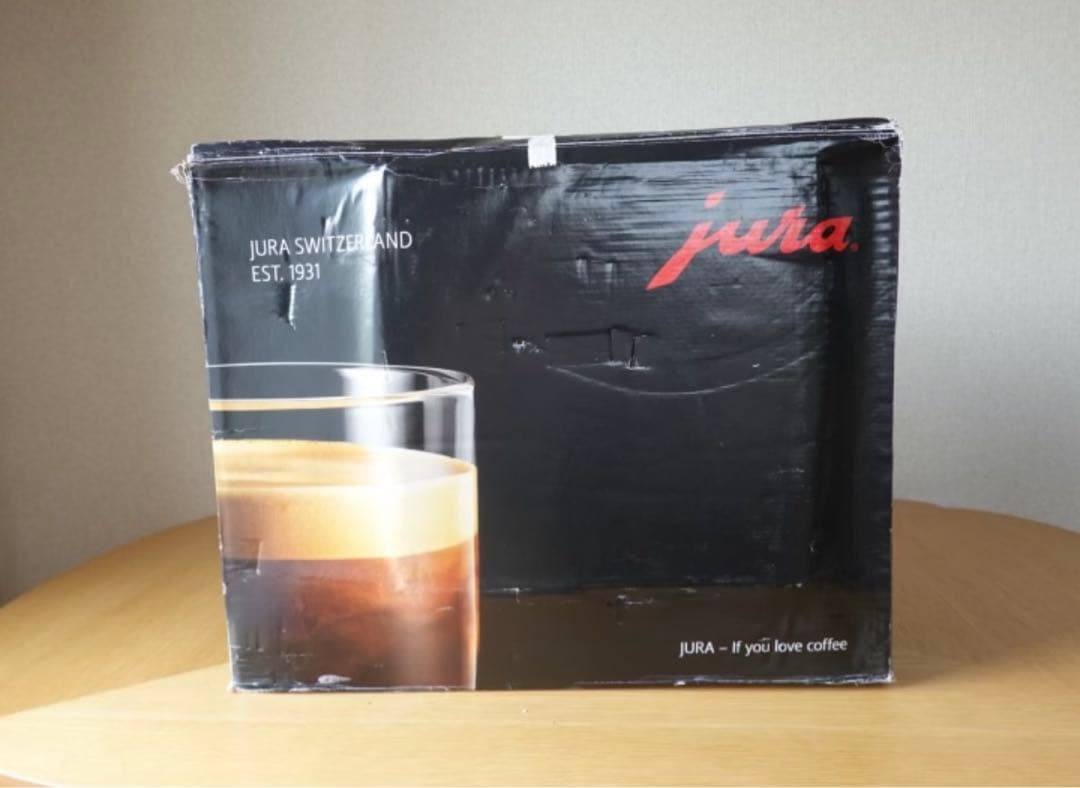 JURA SWITZERLAND
EST. 1931
jura
JURA – If you love coffee